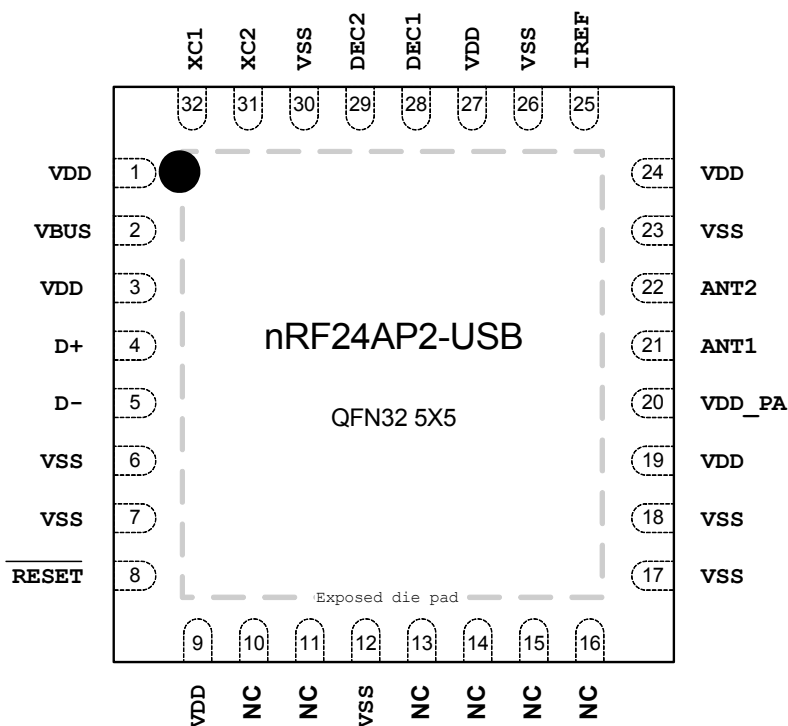 XC1
XC2
VSS
DEC2
DEC1
VDD
VSS
IREF
32
31
30
29
28
27
26
25
VDD 1
24 VDD
VBUS 2
23 VSS
VDD 3
22 ANT2
D+ 4
21 ANT1
D- 5
20 VDD_PA
VSS 6
19 VDD
VSS 7
18 VSS
RESET 8
17 VSS
nRF24AP2-USB
QFN32 5X5
Exposed die pad
9
10
11
12
13
14
15
16
VDD
NC
NC
VSS
NC
NC
NC
NC